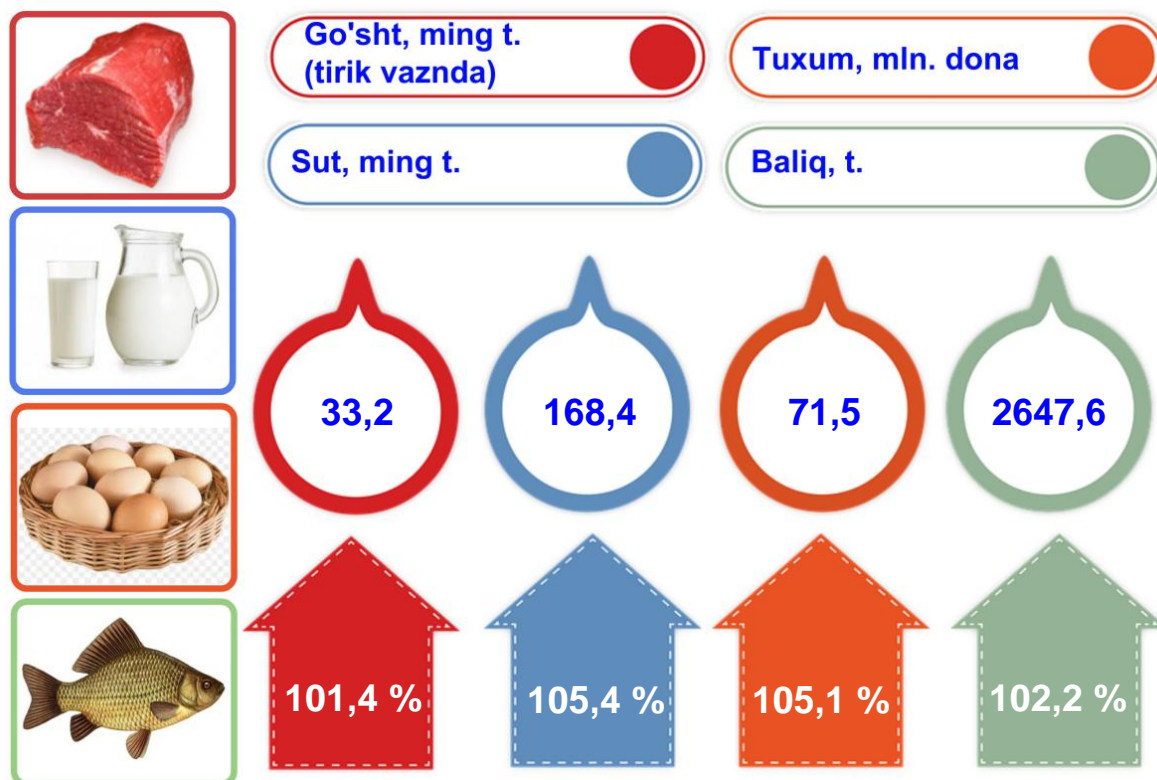 Go'sht, ming t.
(tirik vaznda)
Tuxum, mln. dona
Sut, ming t.
Baliq, t.
33,2
168,4
71,5
2647,6
101,4 %
105,4 %
105,1 %
102,2 %